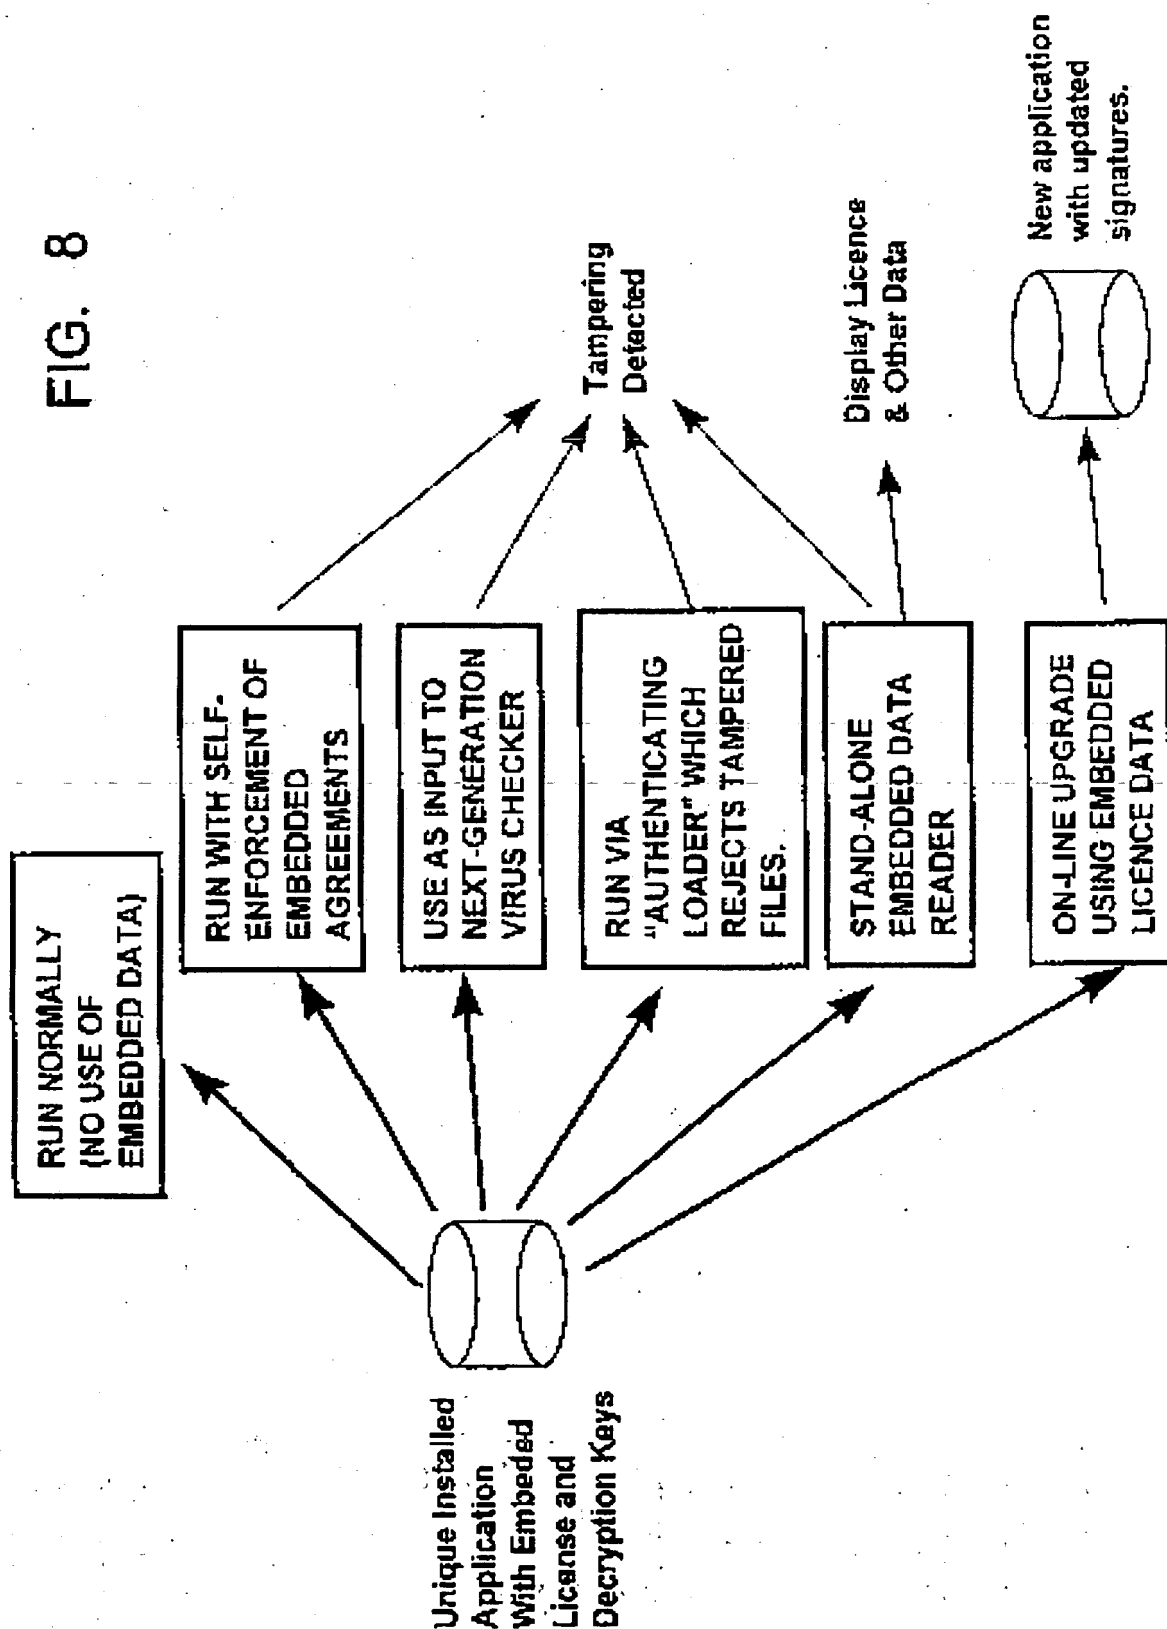 FIG. 8
RUN NORMALLY
(NO USE OF
EMBEDDED DATA)
RUN WITH SELF-
ENFORCEMENT OF
EMBEDDED
AGREEMENTS
USE AS INPUT TO
NEXT-GENERATION
VIRUS CHECKER
RUN VIA
"AUTHENTICATING
LOADER" WHICH
REJECTS TAMPERED
FILES.
STAND-ALONE
EMBEDDED DATA
READER
ON-LINE UPGRADE
USING EMBEDDED
LICENCE DATA
Unique Installed
Application
With Embeded
License and
Decryption Keys
Tampering
Detected
Display Licence
& Other Data
New application
with updated
signatures.